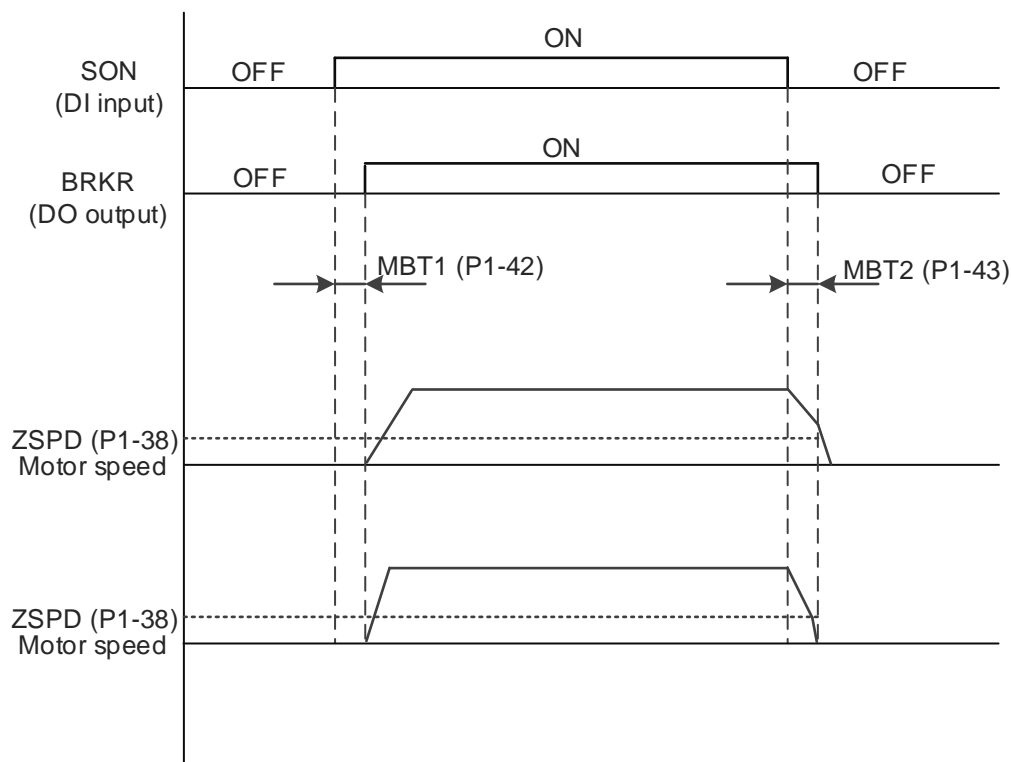 ON
SON
(DI input)
OFF
OFF
ON
BRKR
(DO output)
OFF
OFF
MBT1 (P1-42)
MBT2 (P1-43)
ZSPD (P1-38)
Motor speed
ZSPD (P1-38)
Motor speed